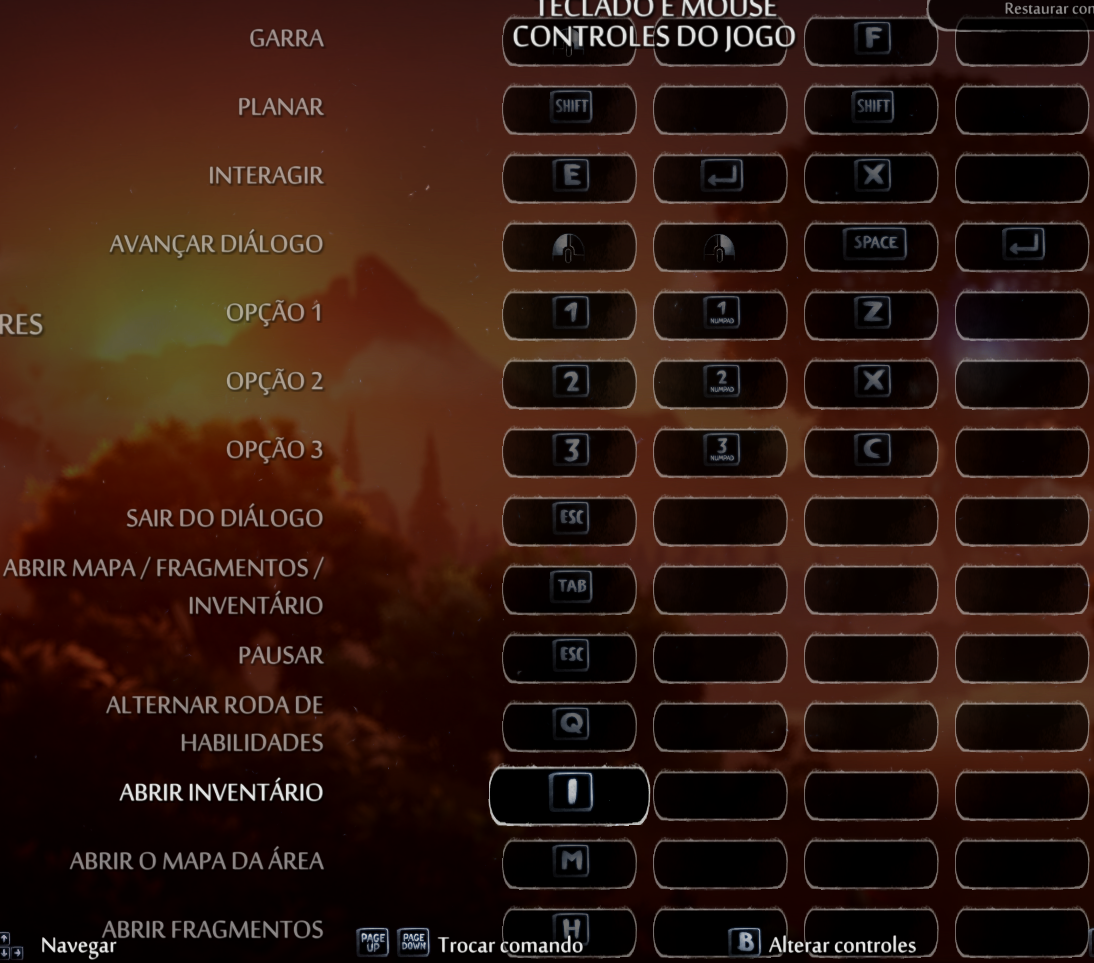 TECLADO E MOUSE
Restaurar con
CONTROLES DO JOGO
GARRA F
PLANAR SHIFT SHIFT
INTERAGIR E X
AVANÇAR DIÁLOGO SPACE
RES
OPÇÃO 1 1 1 NUMPAD Z
OPÇÃO 2 2 2 NUMPAD X
OPÇÃO 3 3 3 NUMPAD C
SAIR DO DIÁLOGO ESC
ABRIR MAPA / FRAGMENTOS /
INVENTÁRIO TAB
PAUSAR ESC
ALTERNAR RODA DE
HABILIDADES Q
ABRIR INVENTÁRIO I
ABRIR O MAPA DA ÁREA M
ABRIR FRAGMENTOS H
Navegar PAGE UP PAGE DOWN Trocar comando B Alterar controles